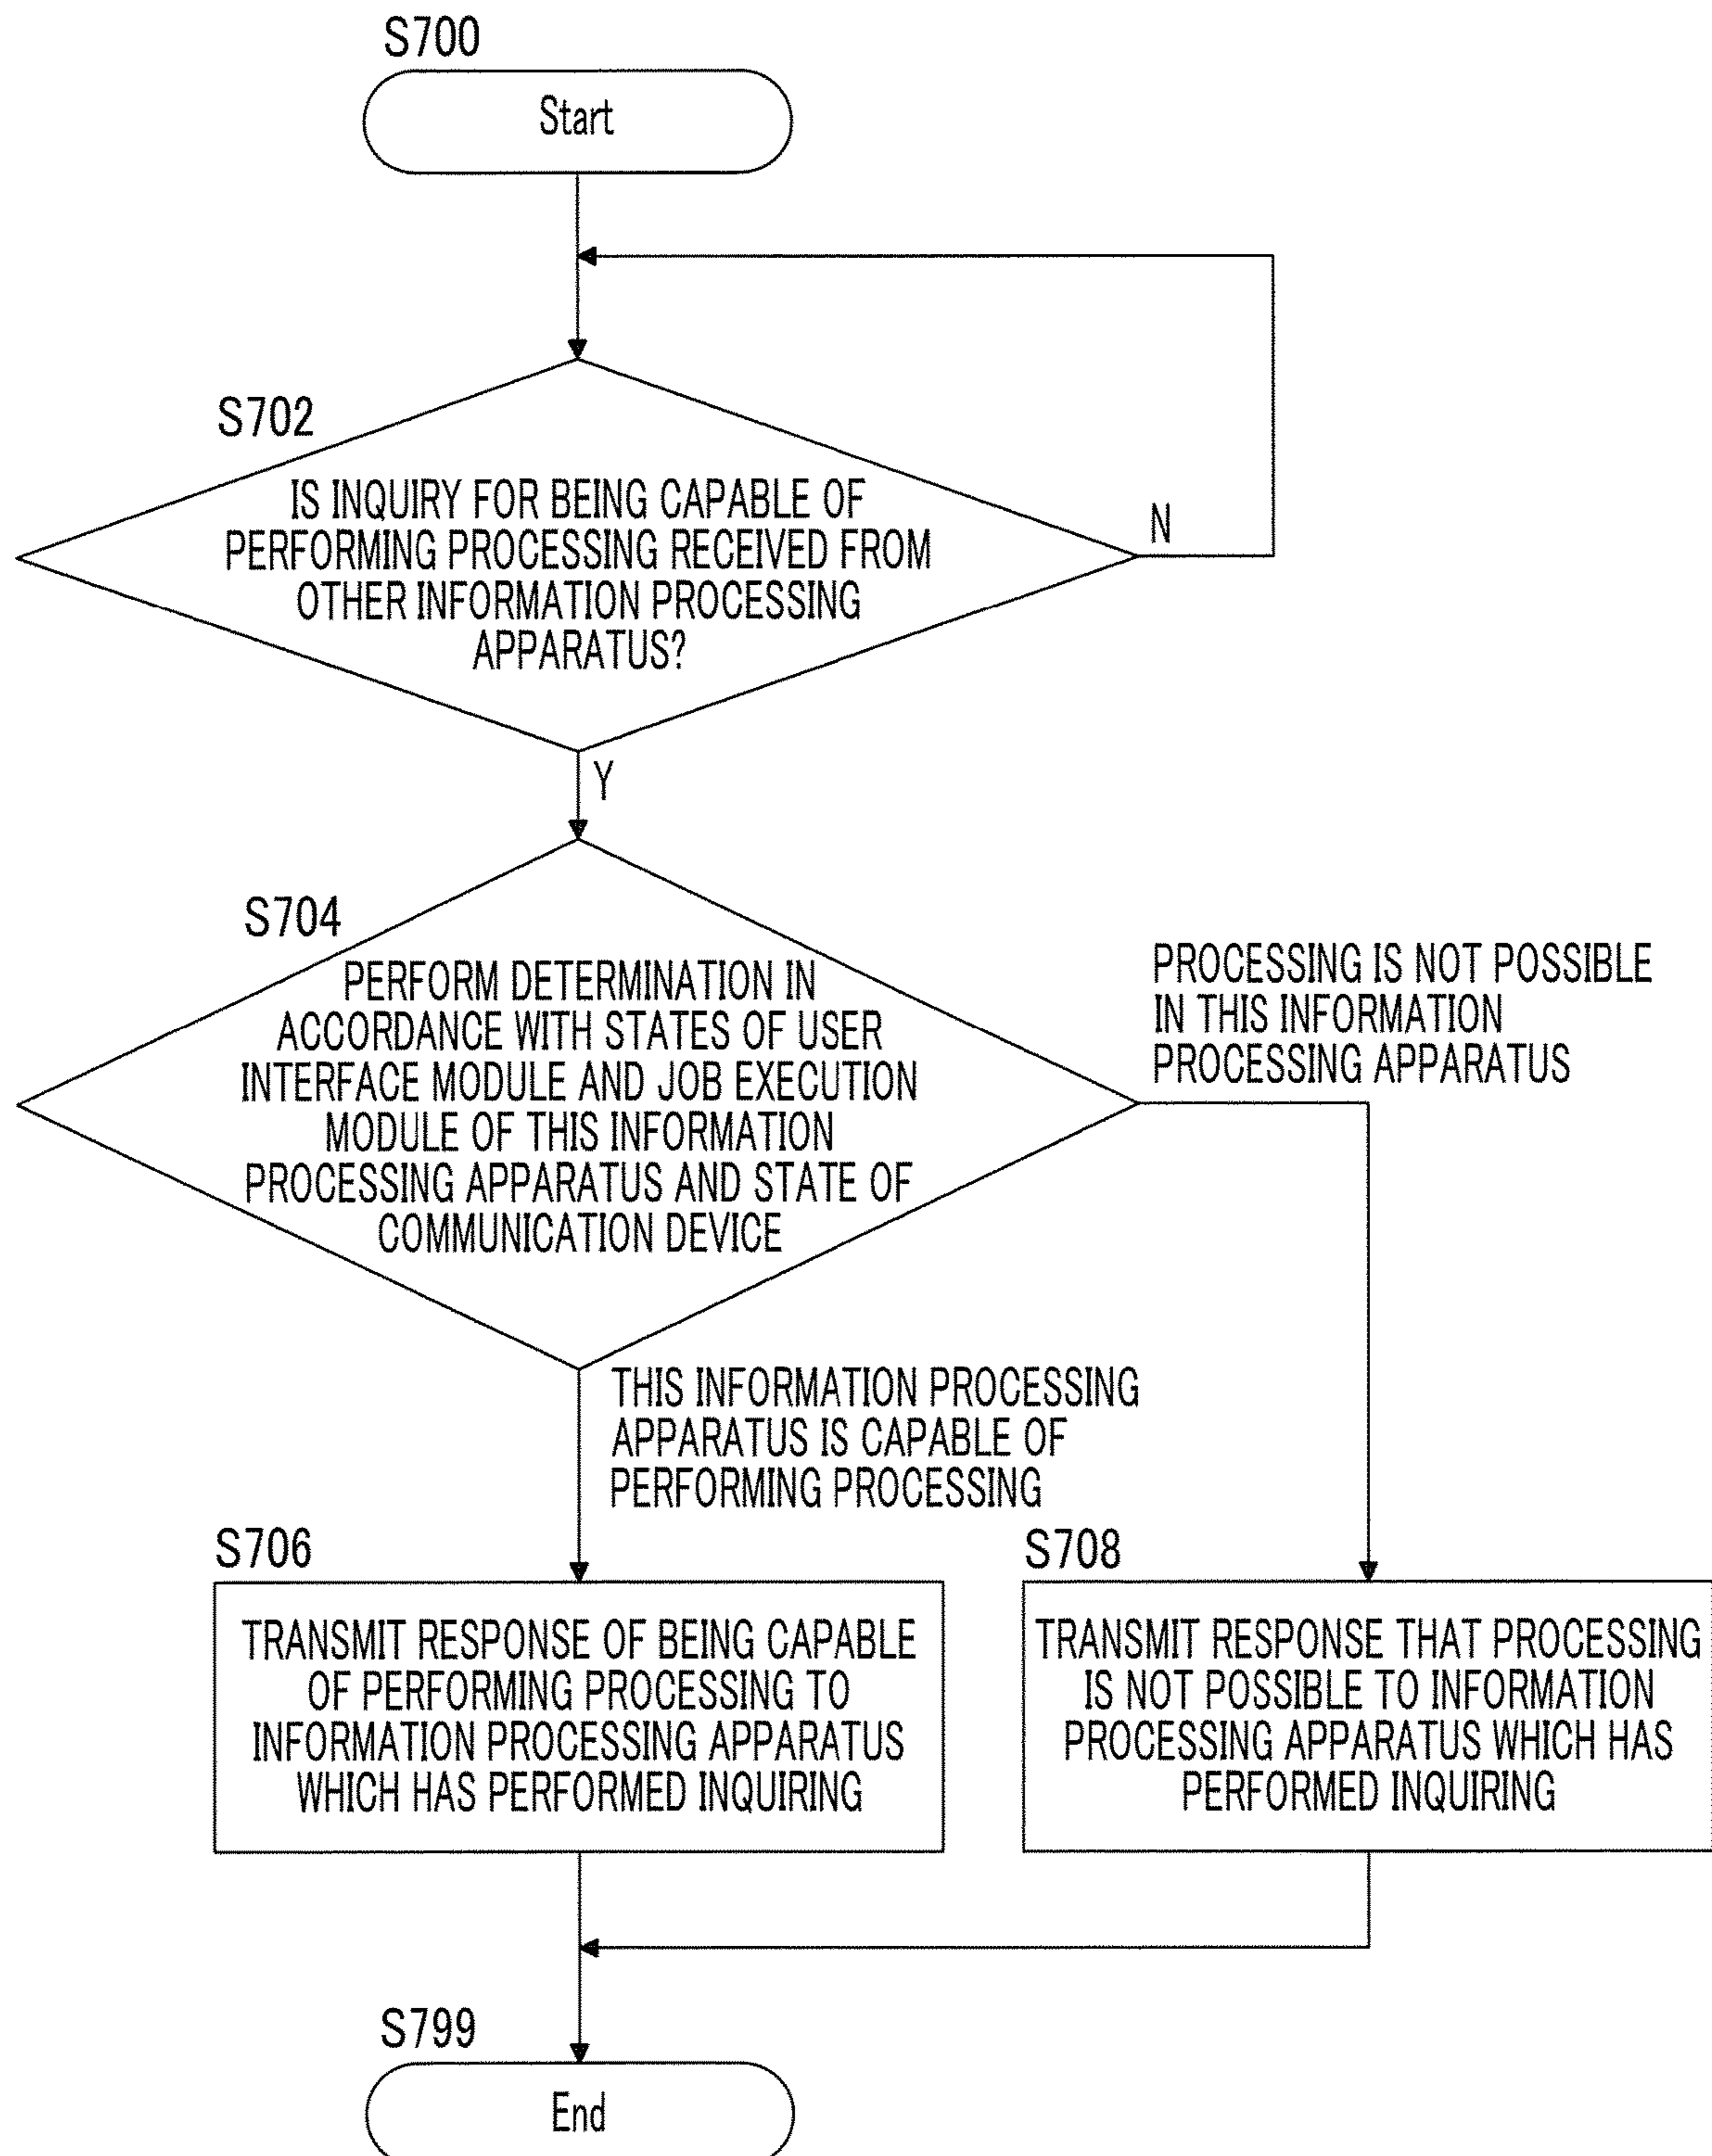 S700
Start
S702
IS INQUIRY FOR BEING CAPABLE OF
PERFORMING PROCESSING RECEIVED FROM
OTHER INFORMATION PROCESSING
APPARATUS?
N
Y
S704
PERFORM DETERMINATION IN
ACCORDANCE WITH STATES OF USER
INTERFACE MODULE AND JOB EXECUTION
MODULE OF THIS INFORMATION
PROCESSING APPARATUS AND STATE OF
COMMUNICATION DEVICE
PROCESSING IS NOT POSSIBLE
IN THIS INFORMATION
PROCESSING APPARATUS
THIS INFORMATION PROCESSING
APPARATUS IS CAPABLE OF
PERFORMING PROCESSING
S706
TRANSMIT RESPONSE OF BEING CAPABLE
OF PERFORMING PROCESSING TO
INFORMATION PROCESSING APPARATUS
WHICH HAS PERFORMED INQUIRING
S708
TRANSMIT RESPONSE THAT PROCESSING
IS NOT POSSIBLE TO INFORMATION
PROCESSING APPARATUS WHICH HAS
PERFORMED INQUIRING
S799
End